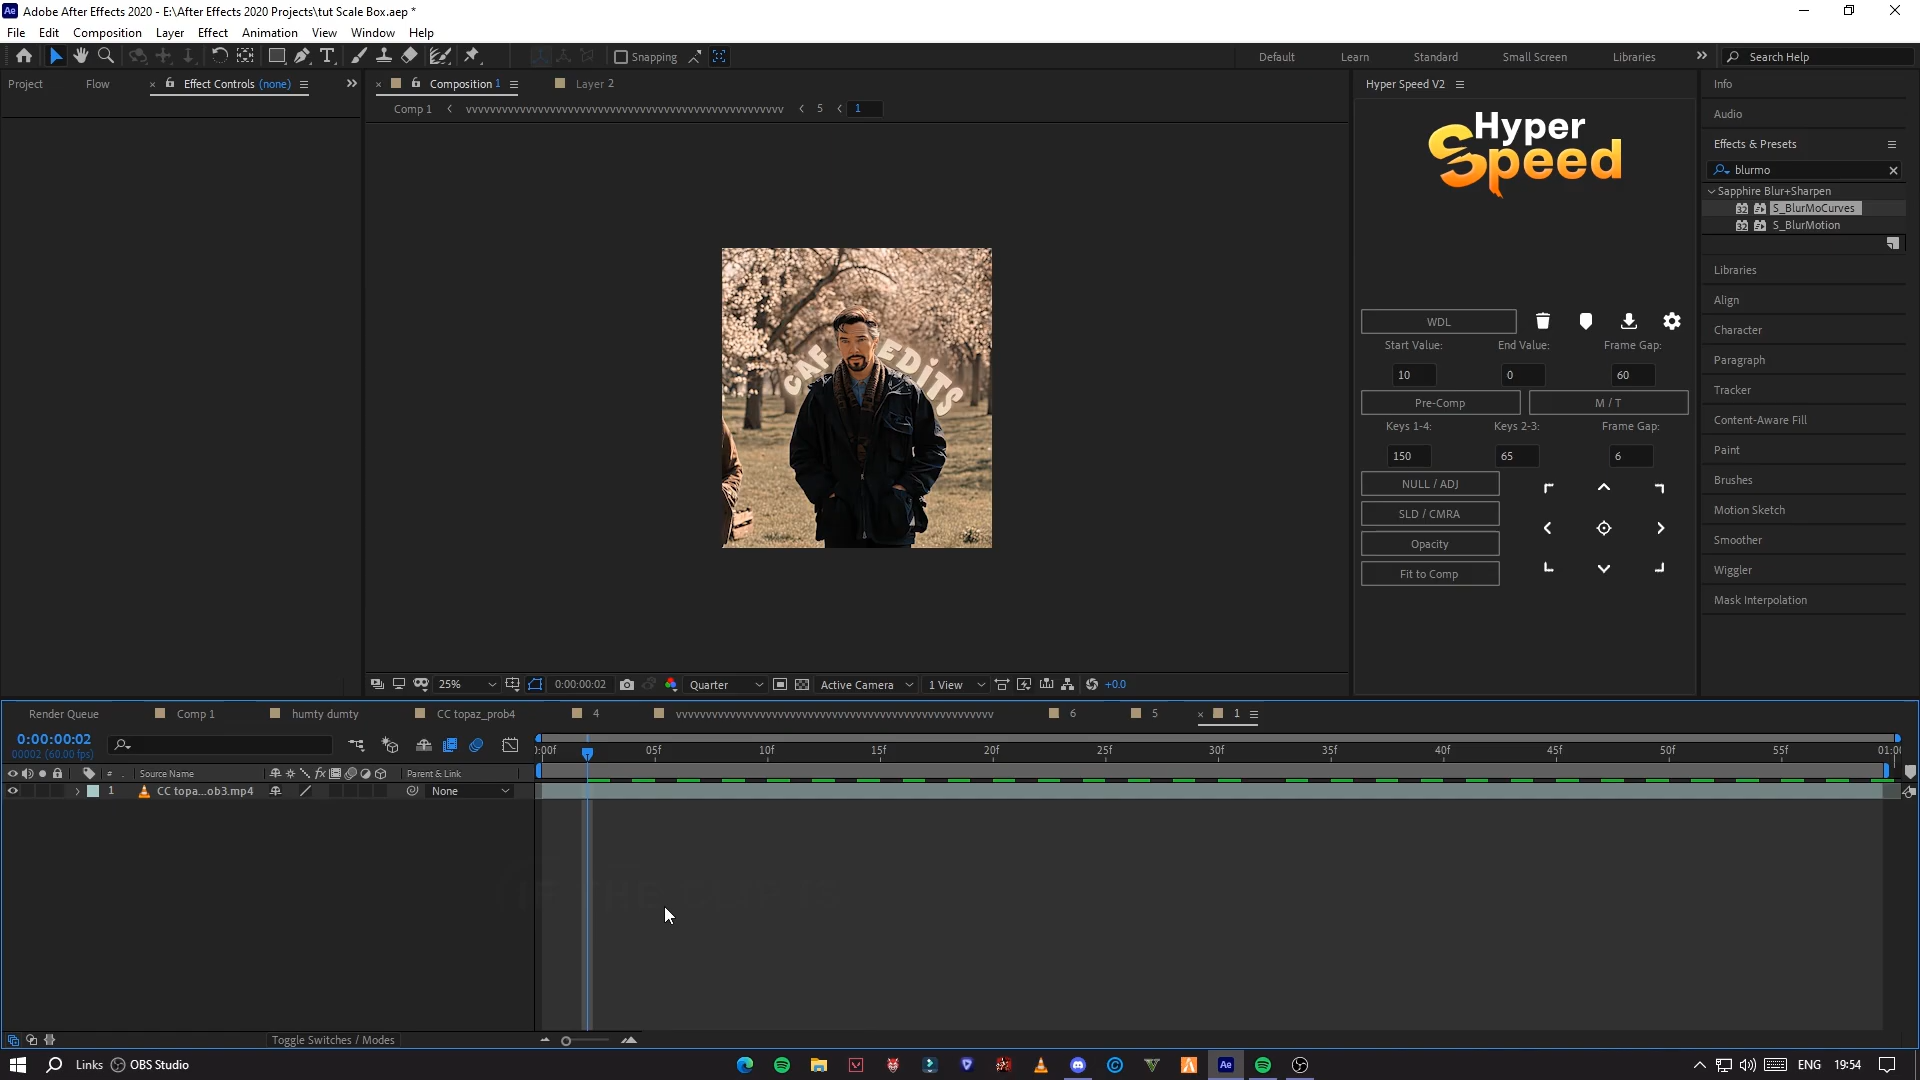 Adobe After Effects 2020 - E:\After Effects 2020 Projects\tut Scale Box.aep *
File Edit Composition Layer Effect Animation View Window Help
Snapping
Default Learn Standard Small Screen Libraries
Search Help
Project Flow Effect Controls (none)
Composition 1
Layer 2
Comp 1 < vvvvvvvvvvvvvvvvvvvvvvvvvvvvvvvvvvvvvvvvvvvvvvvvvvvvv < 5 < 1
CAF EDITS
25% 0:00:00:02 Quarter Active Camera 1 View +0.0
Hyper Speed V2
Hyper
Speed
WDL
Start Value: End Value: Frame Gap:
10 0 60
Pre-Comp M / T
Keys 1-4: Keys 2-3: Frame Gap:
150 65 6
NULL / ADJ
SLD / CMRA
Opacity
Fit to Comp
Info
Audio
Effects & Presets
blurmo
Sapphire Blur+Sharpen
32 S_BlurMoCurves
32 S_BlurMotion
Libraries
Align
Character
Paragraph
Tracker
Content-Aware Fill
Paint
Brushes
Motion Sketch
Smoother
Wiggler
Mask Interpolation
Render Queue Comp 1 humty dumty CC topaz_prob4 4 vvvvvvvvvvvvvvvvvvvvvvvvvvvvvvvvvvvvvvvvvvvvvvvvvvvvv 6 5 1
0:00:00:02
00002 (60.00 fps)
):00f 05f 10f 15f 20f 25f 30f 35f 40f 45f 50f 55f 01:0(
# . Source Name fx Parent & Link
1 CC topa...ob3.mp4 None
Toggle Switches / Modes
Links OBS Studio
Ae
ENG 19:54